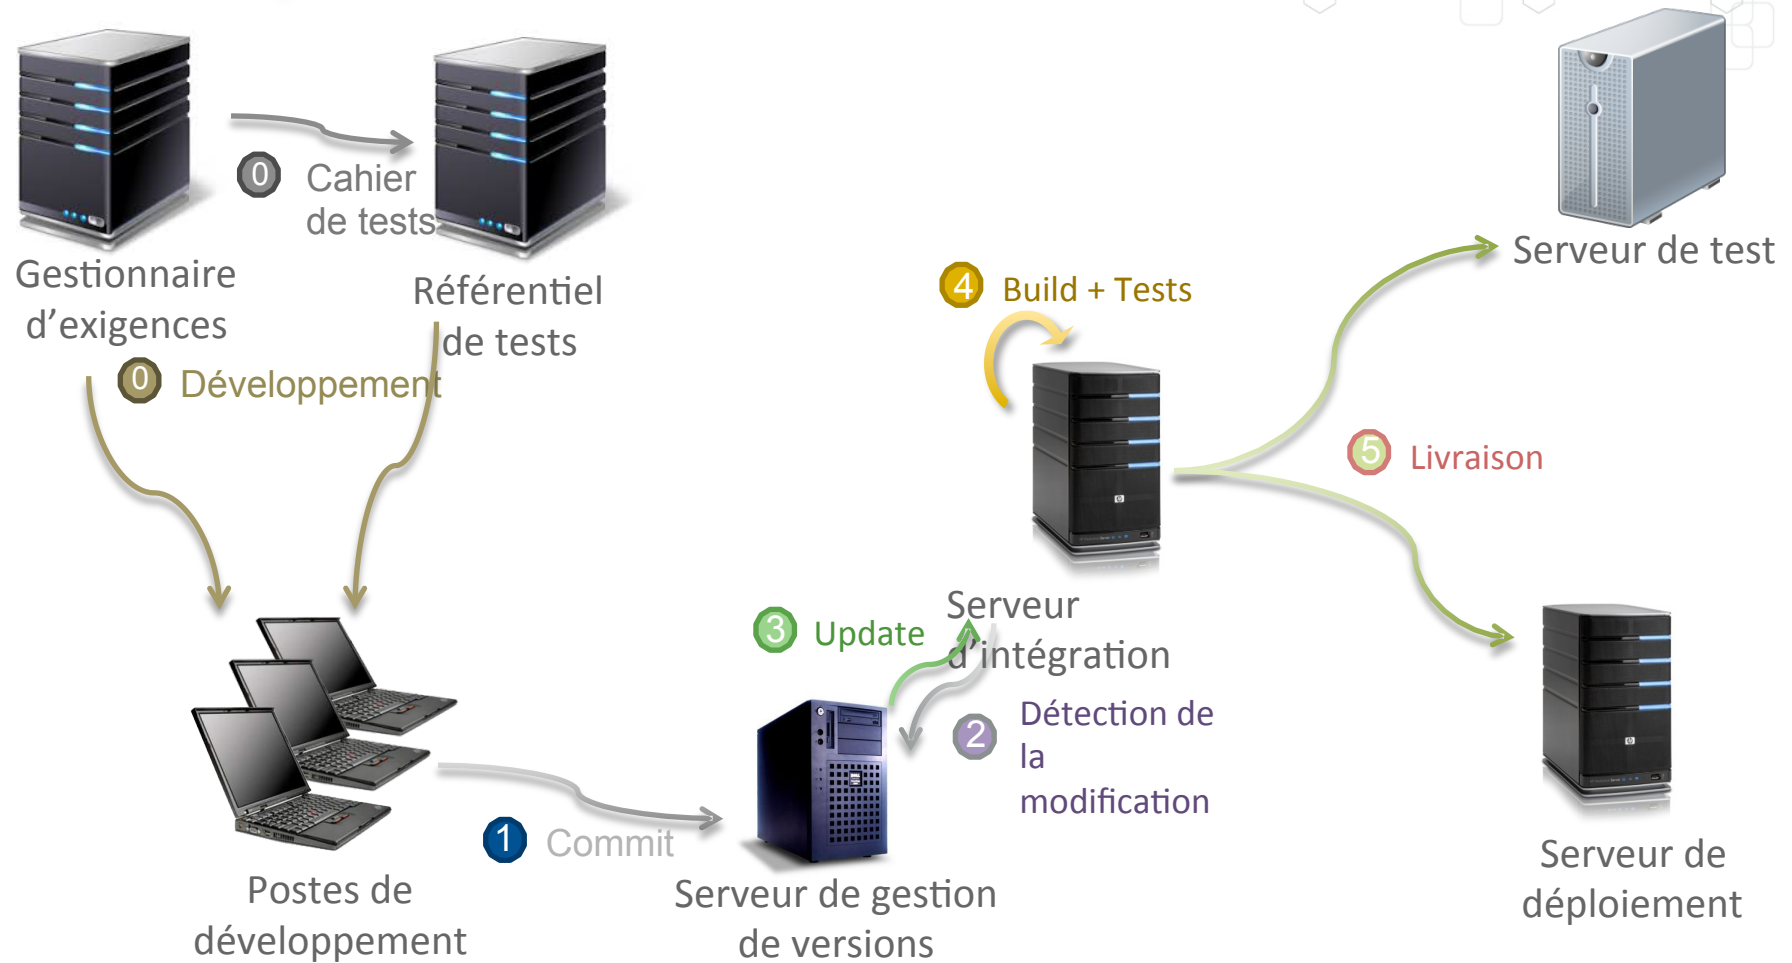 0
Cahier
de tests
Gestionnaire
d'exigences
Référentiel
de tests
0
Développement
Serveur de test
4
Build + Tests
5
Livraison
Serveur
d'intégration
3
Update
2
Détection de
la
modification
1
Commit
Postes de
développement
Serveur de gestion
de versions
Serveur de
déploiement